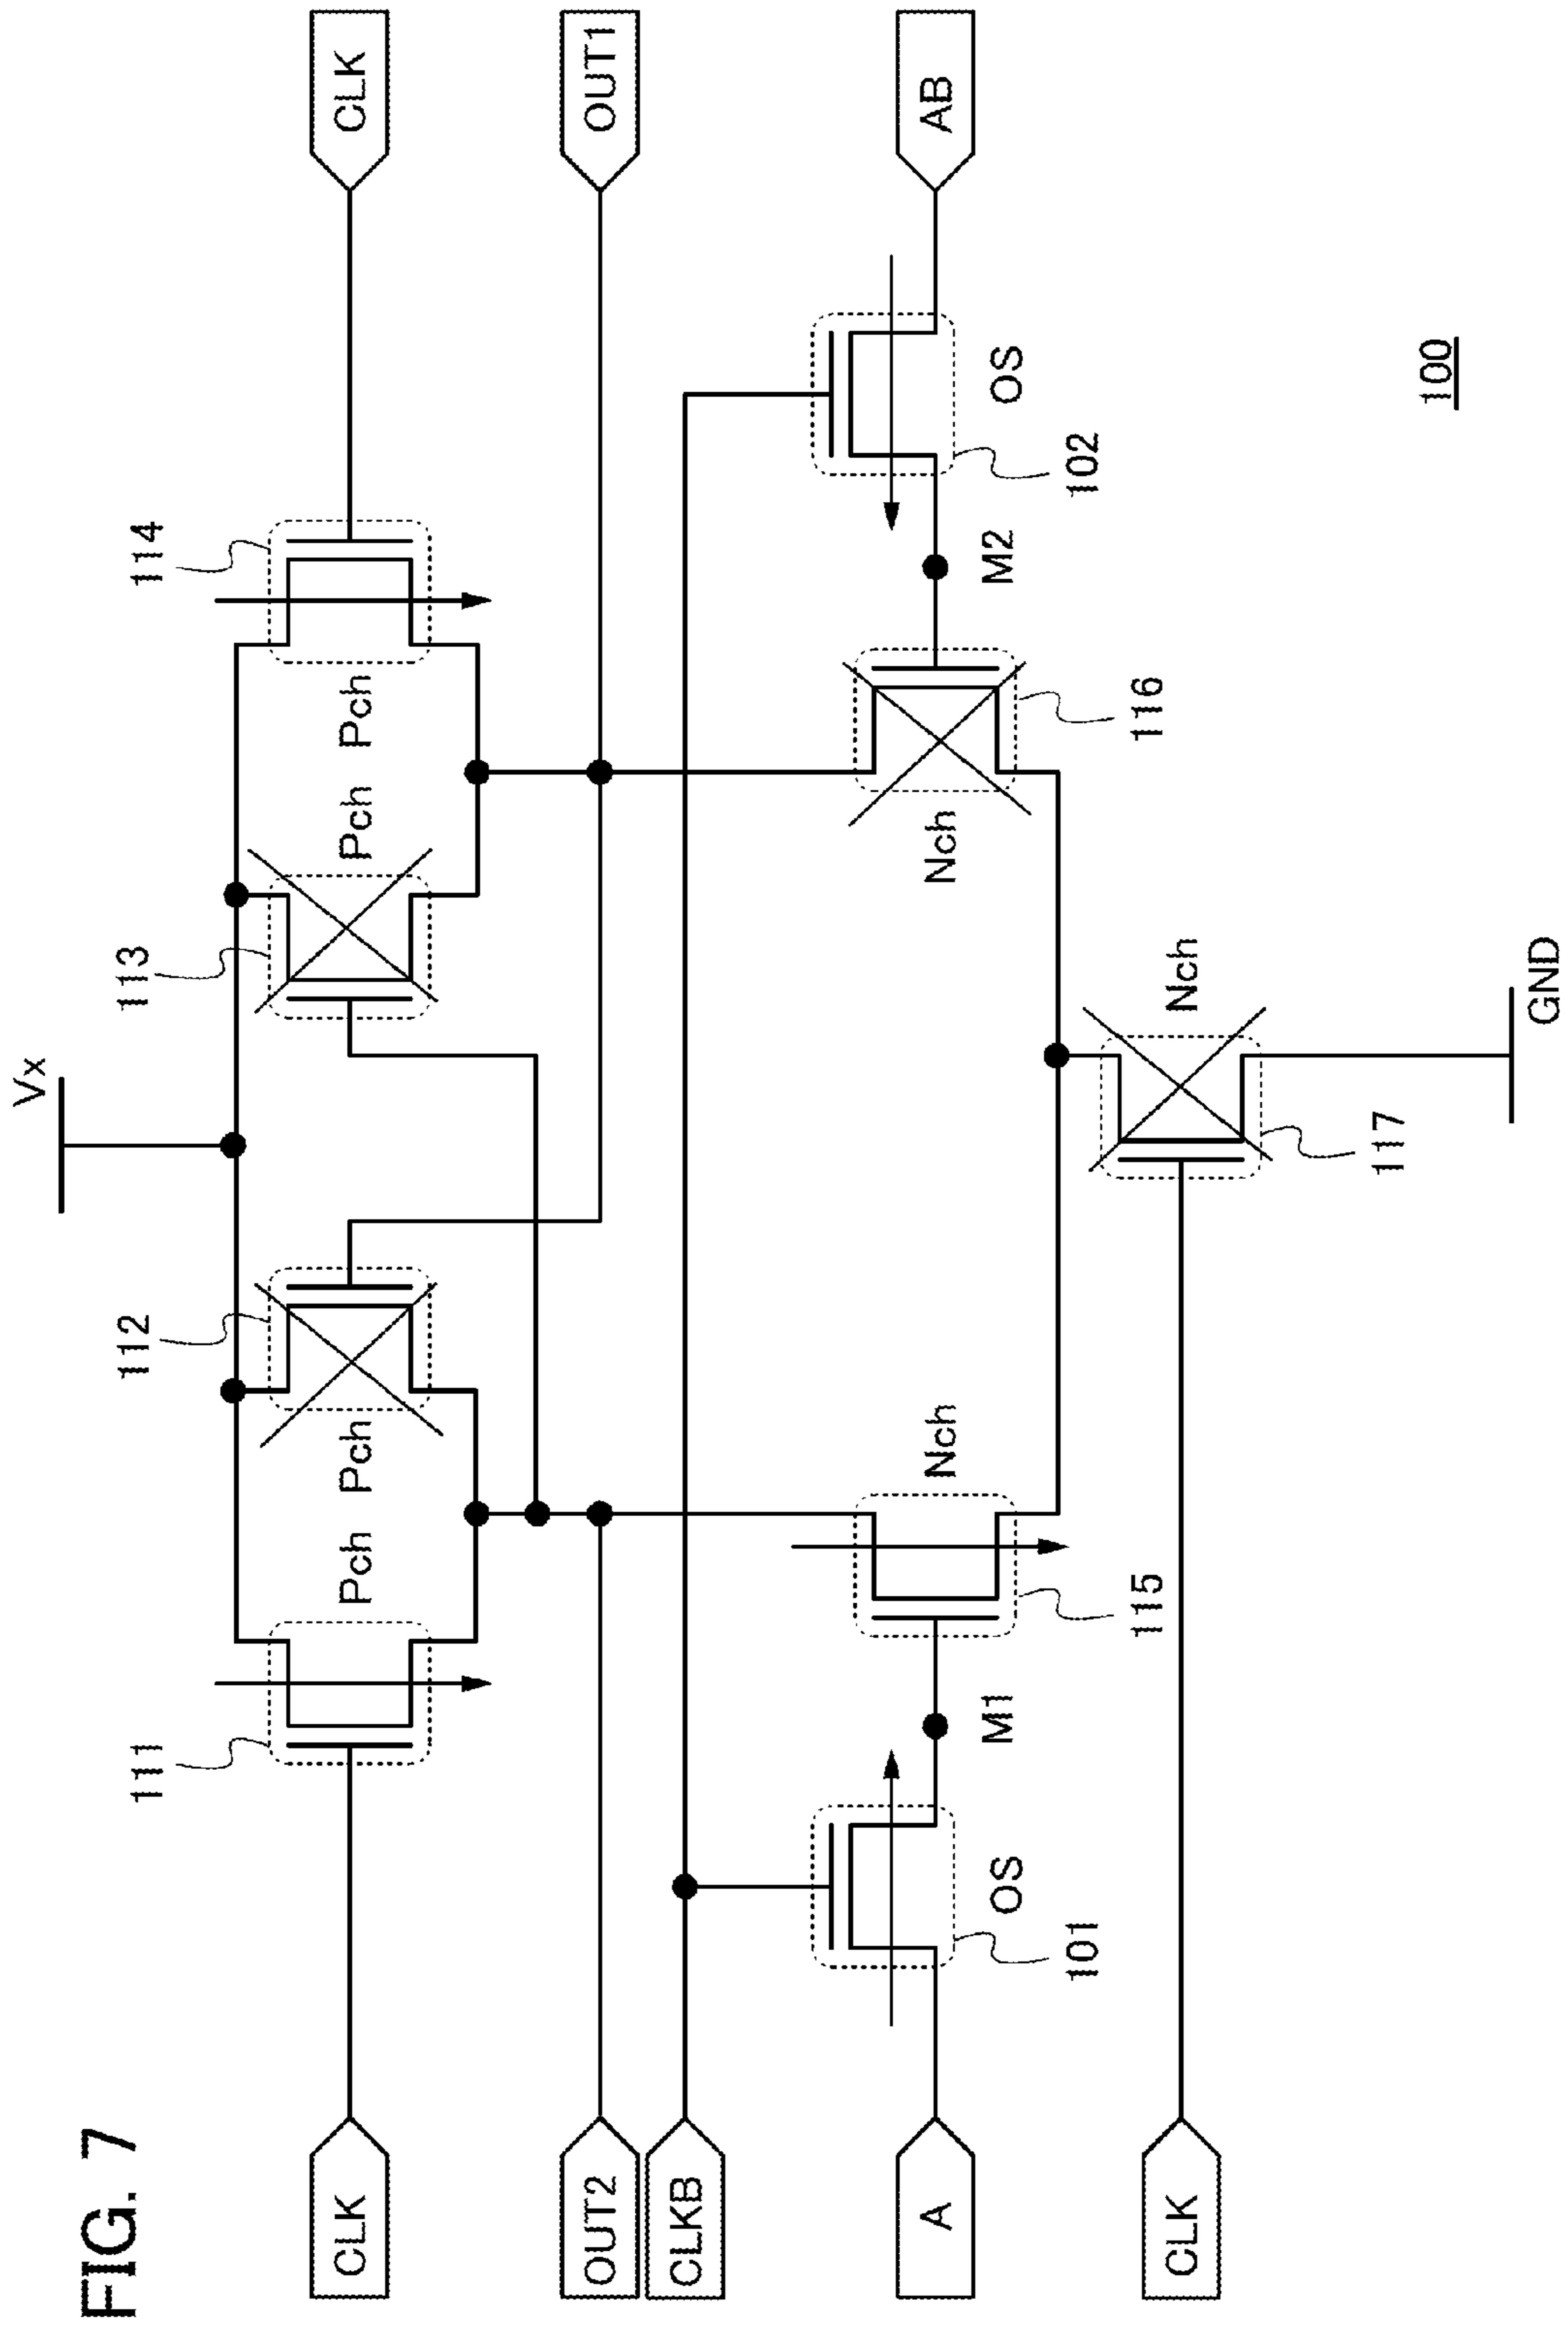 FIG. 7
Vx
CLK
111
Pch
Pch
112
113
Pch
Pch
114
CLK
OUT2
OUT1
CLKB
A
101
OS
M1
115
Nch
Nch
116
M2
102
OS
AB
CLK
117
Nch
GND
100